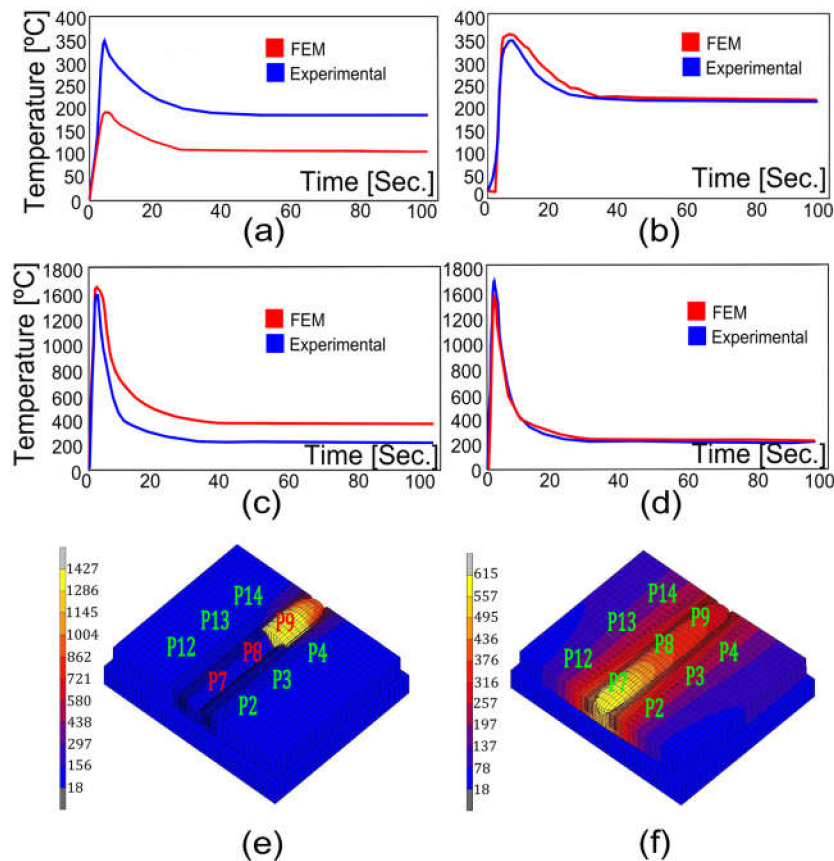 Temperature [ºC]
400
350
300
250
200
150
100
50
0
FEM
Experimental
Time [Sec.]
0 20 40 60 80 100
(a)
400
350
300
250
200
150
100
50
0
FEM
Experimental
Time [Sec.]
0 20 40 60 80 100
(b)
Temperature [ºC]
1800
1600
1200
1000
800
600
400
200
0
FEM
Experimental
Time [Sec.]
0 20 40 60 80 100
(c)
1800
1600
1200
1000
800
600
400
200
0
FEM
Experimental
Time [Sec.]
0 20 40 60 80 100
(d)
1427
1286
1145
1004
862
721
580
438
297
156
18
P14
P13
P12
P9
P8
P7
P4
P3
P2
(e)
615
557
495
436
376
316
257
197
137
78
18
P14
P13
P12
P9
P8
P7
P4
P3
P2
(f)